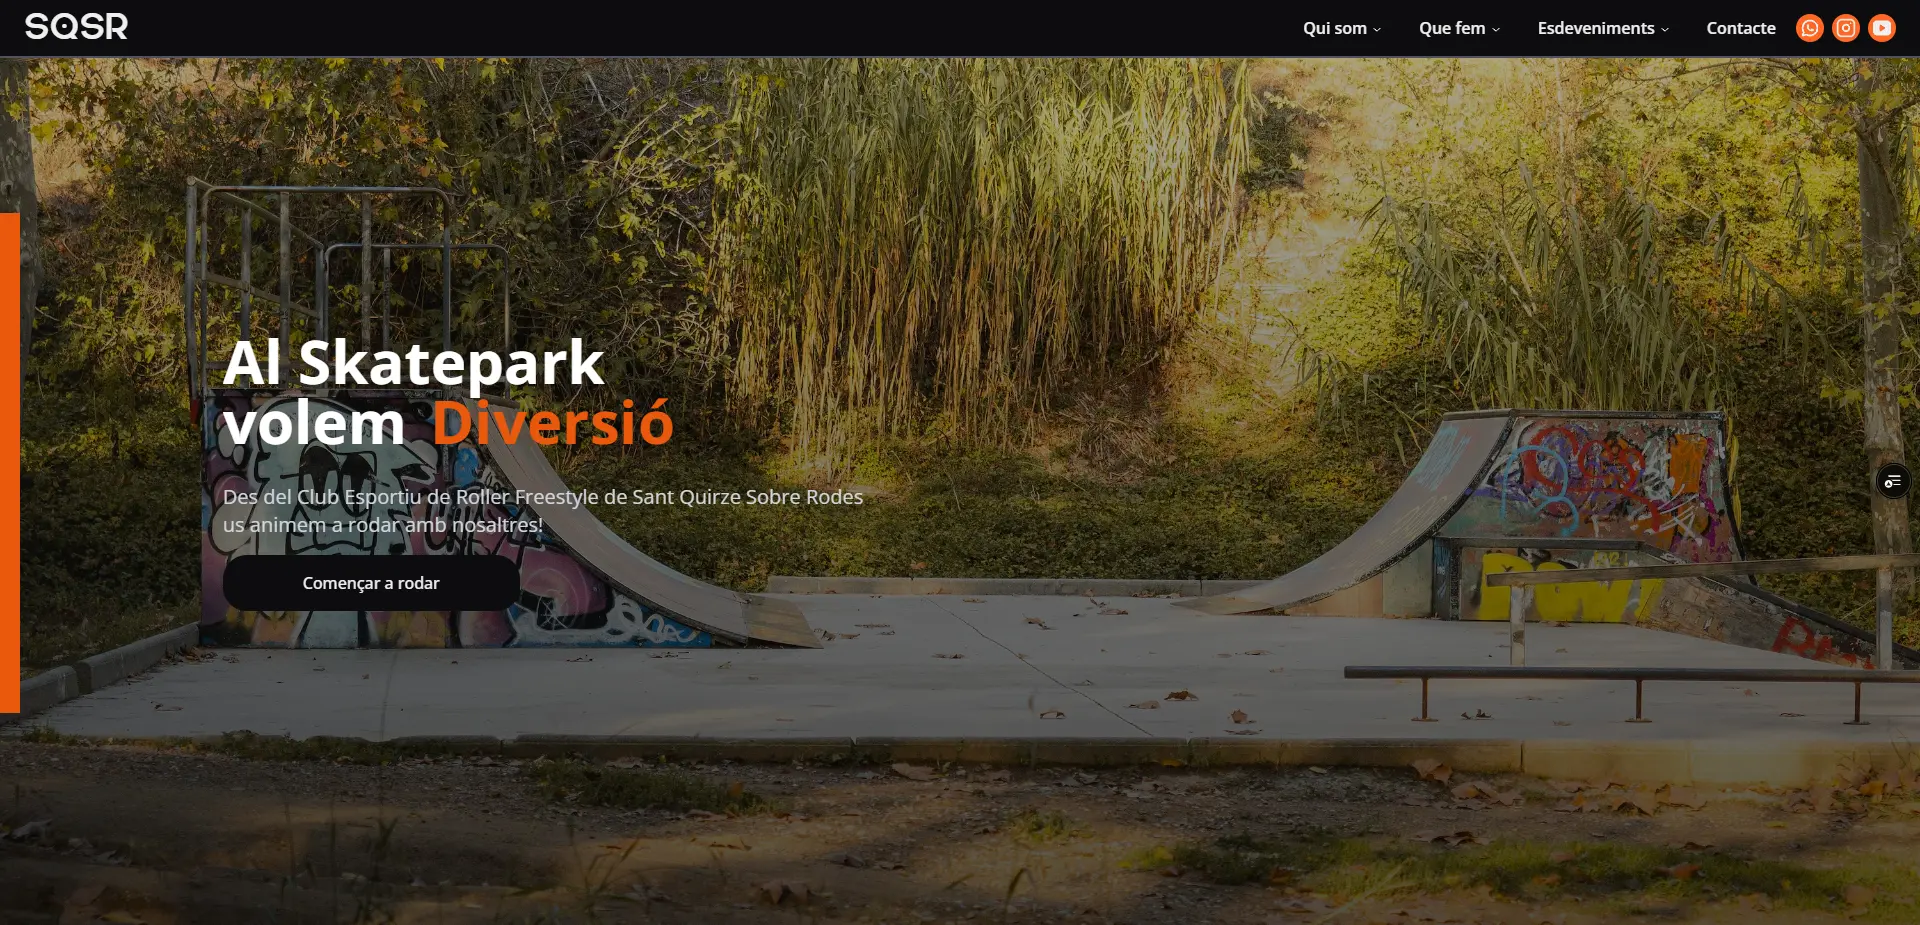 SQSR
Qui som
Que fem
Esdeveniments
Contacte
Al Skatepark
volem Diversió
Des del Club Esportiu de Roller Freestyle de Sant Quirze Sobre Rodes
us animem a rodar amb nosaltres!
Començar a rodar